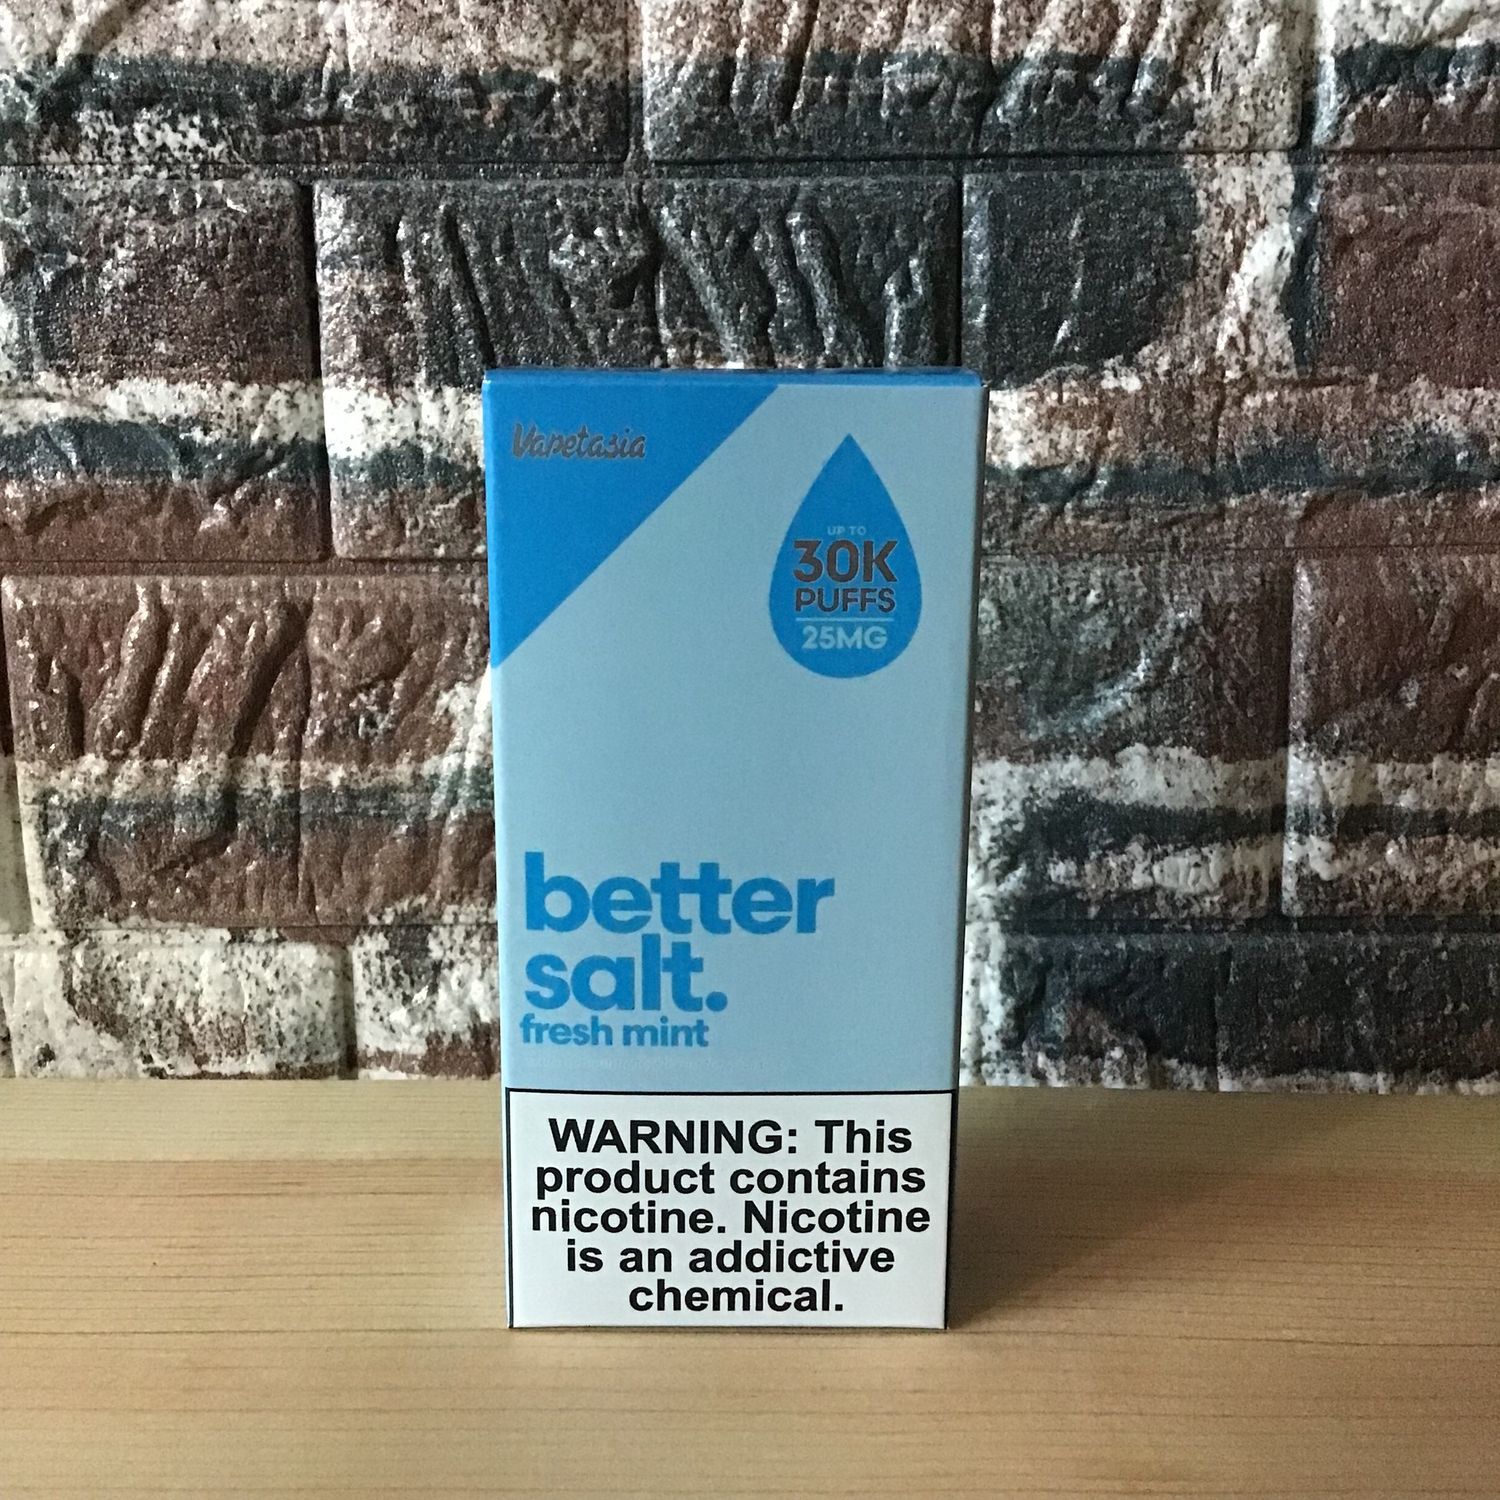 Vapetasia
UP TO
30K
PUFFS
25MG
better
salt.
fresh mint
WARNING: This
product contains
nicotine. Nicotine
is an addictive
chemical.